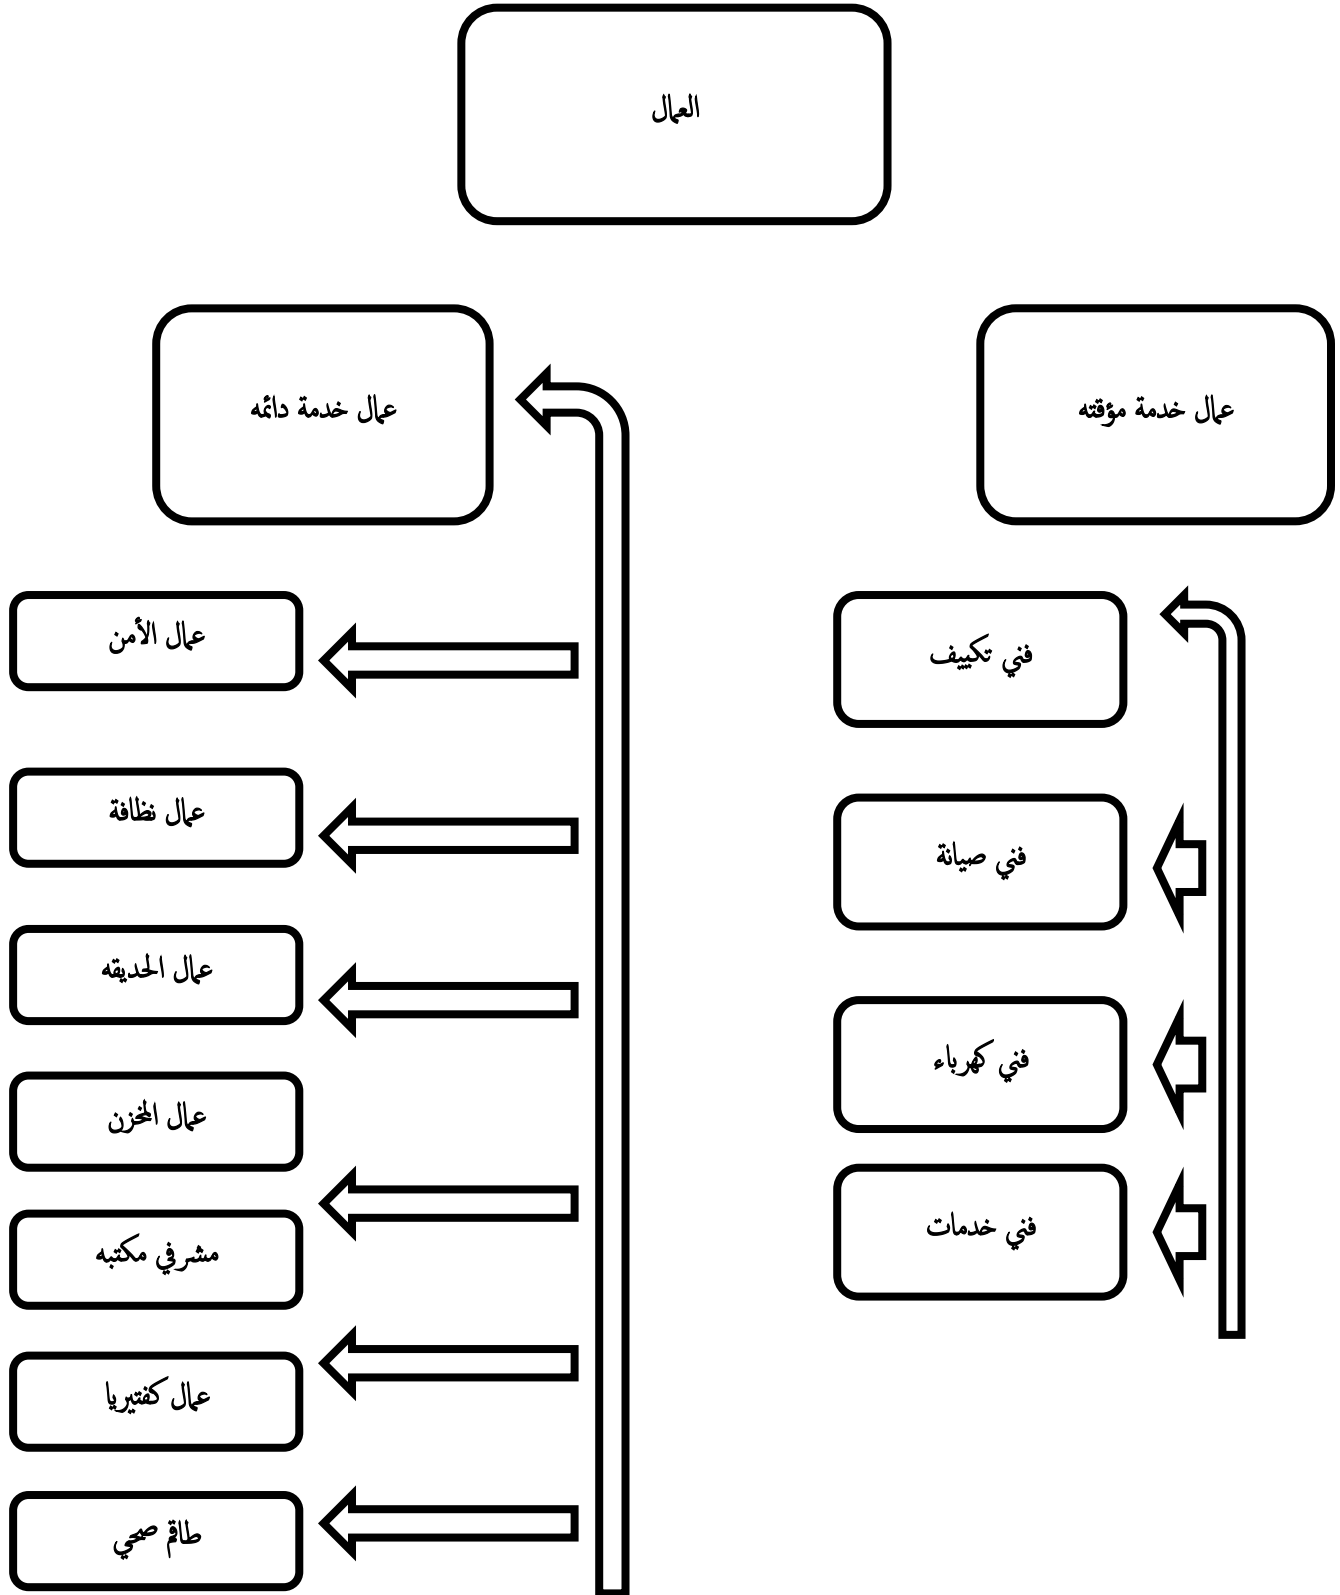 العمال
عمال خدمة مؤقته
عمال خدمة دائمه
فني تكييف
فني صيانة
فني كهرباء
فني خدمات
عمال الأمن
عمال نظافة
عمال الحديقه
عمال المخزن
مشرفي مكتبه
عمال كفتيريا
طاقم صحي